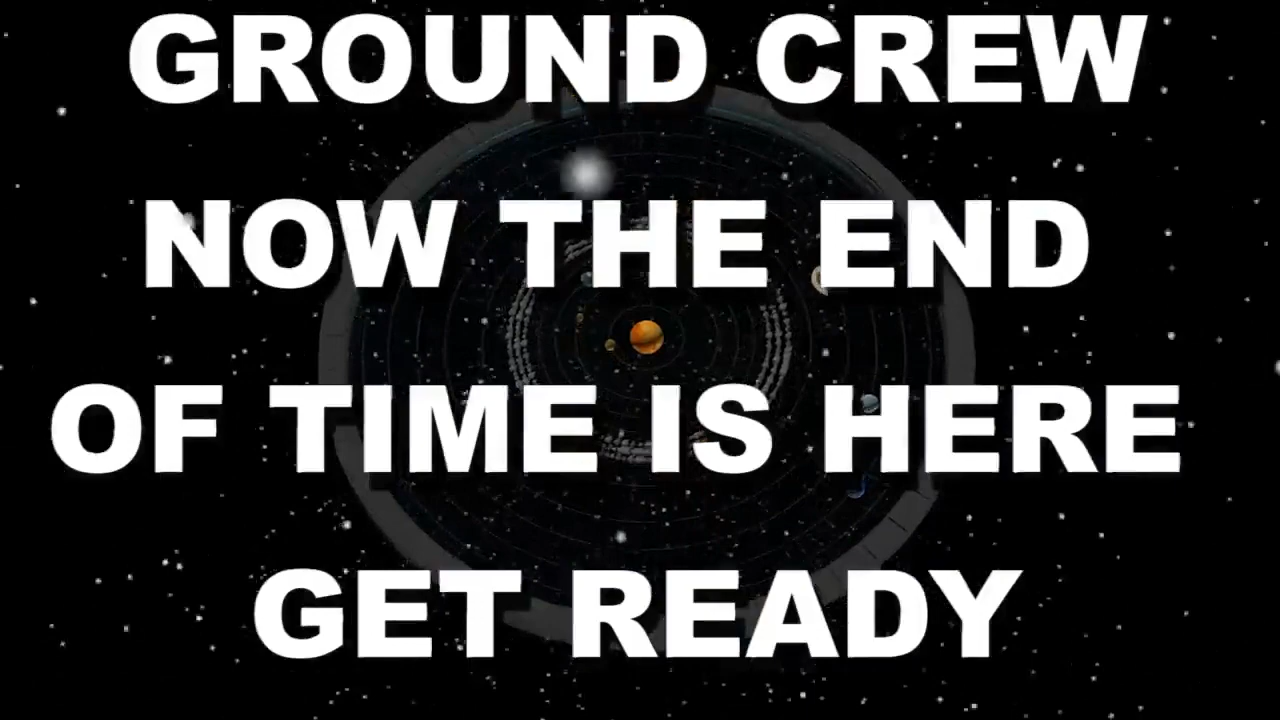 GROUND CREW
NOW THE END
OF TIME IS HERE
GET READY